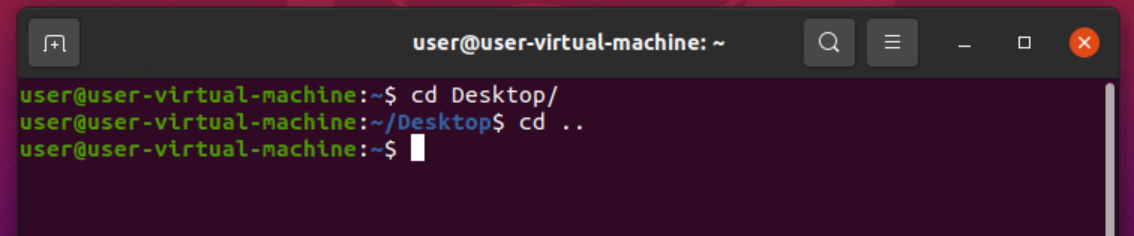 user@user-virtual-machine: ~
user@user-virtual-machine:~$ cd Desktop/
user@user-virtual-machine:~/Desktop$ cd ..
user@user-virtual-machine:~$